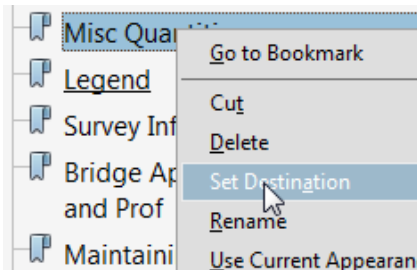 Misc Quantiti
Legend
Survey Inf
Bridge Ap
and Prof
Maintaini
Go to Bookmark
Cut
Delete
Set Destination
Rename
Use Current Appearan